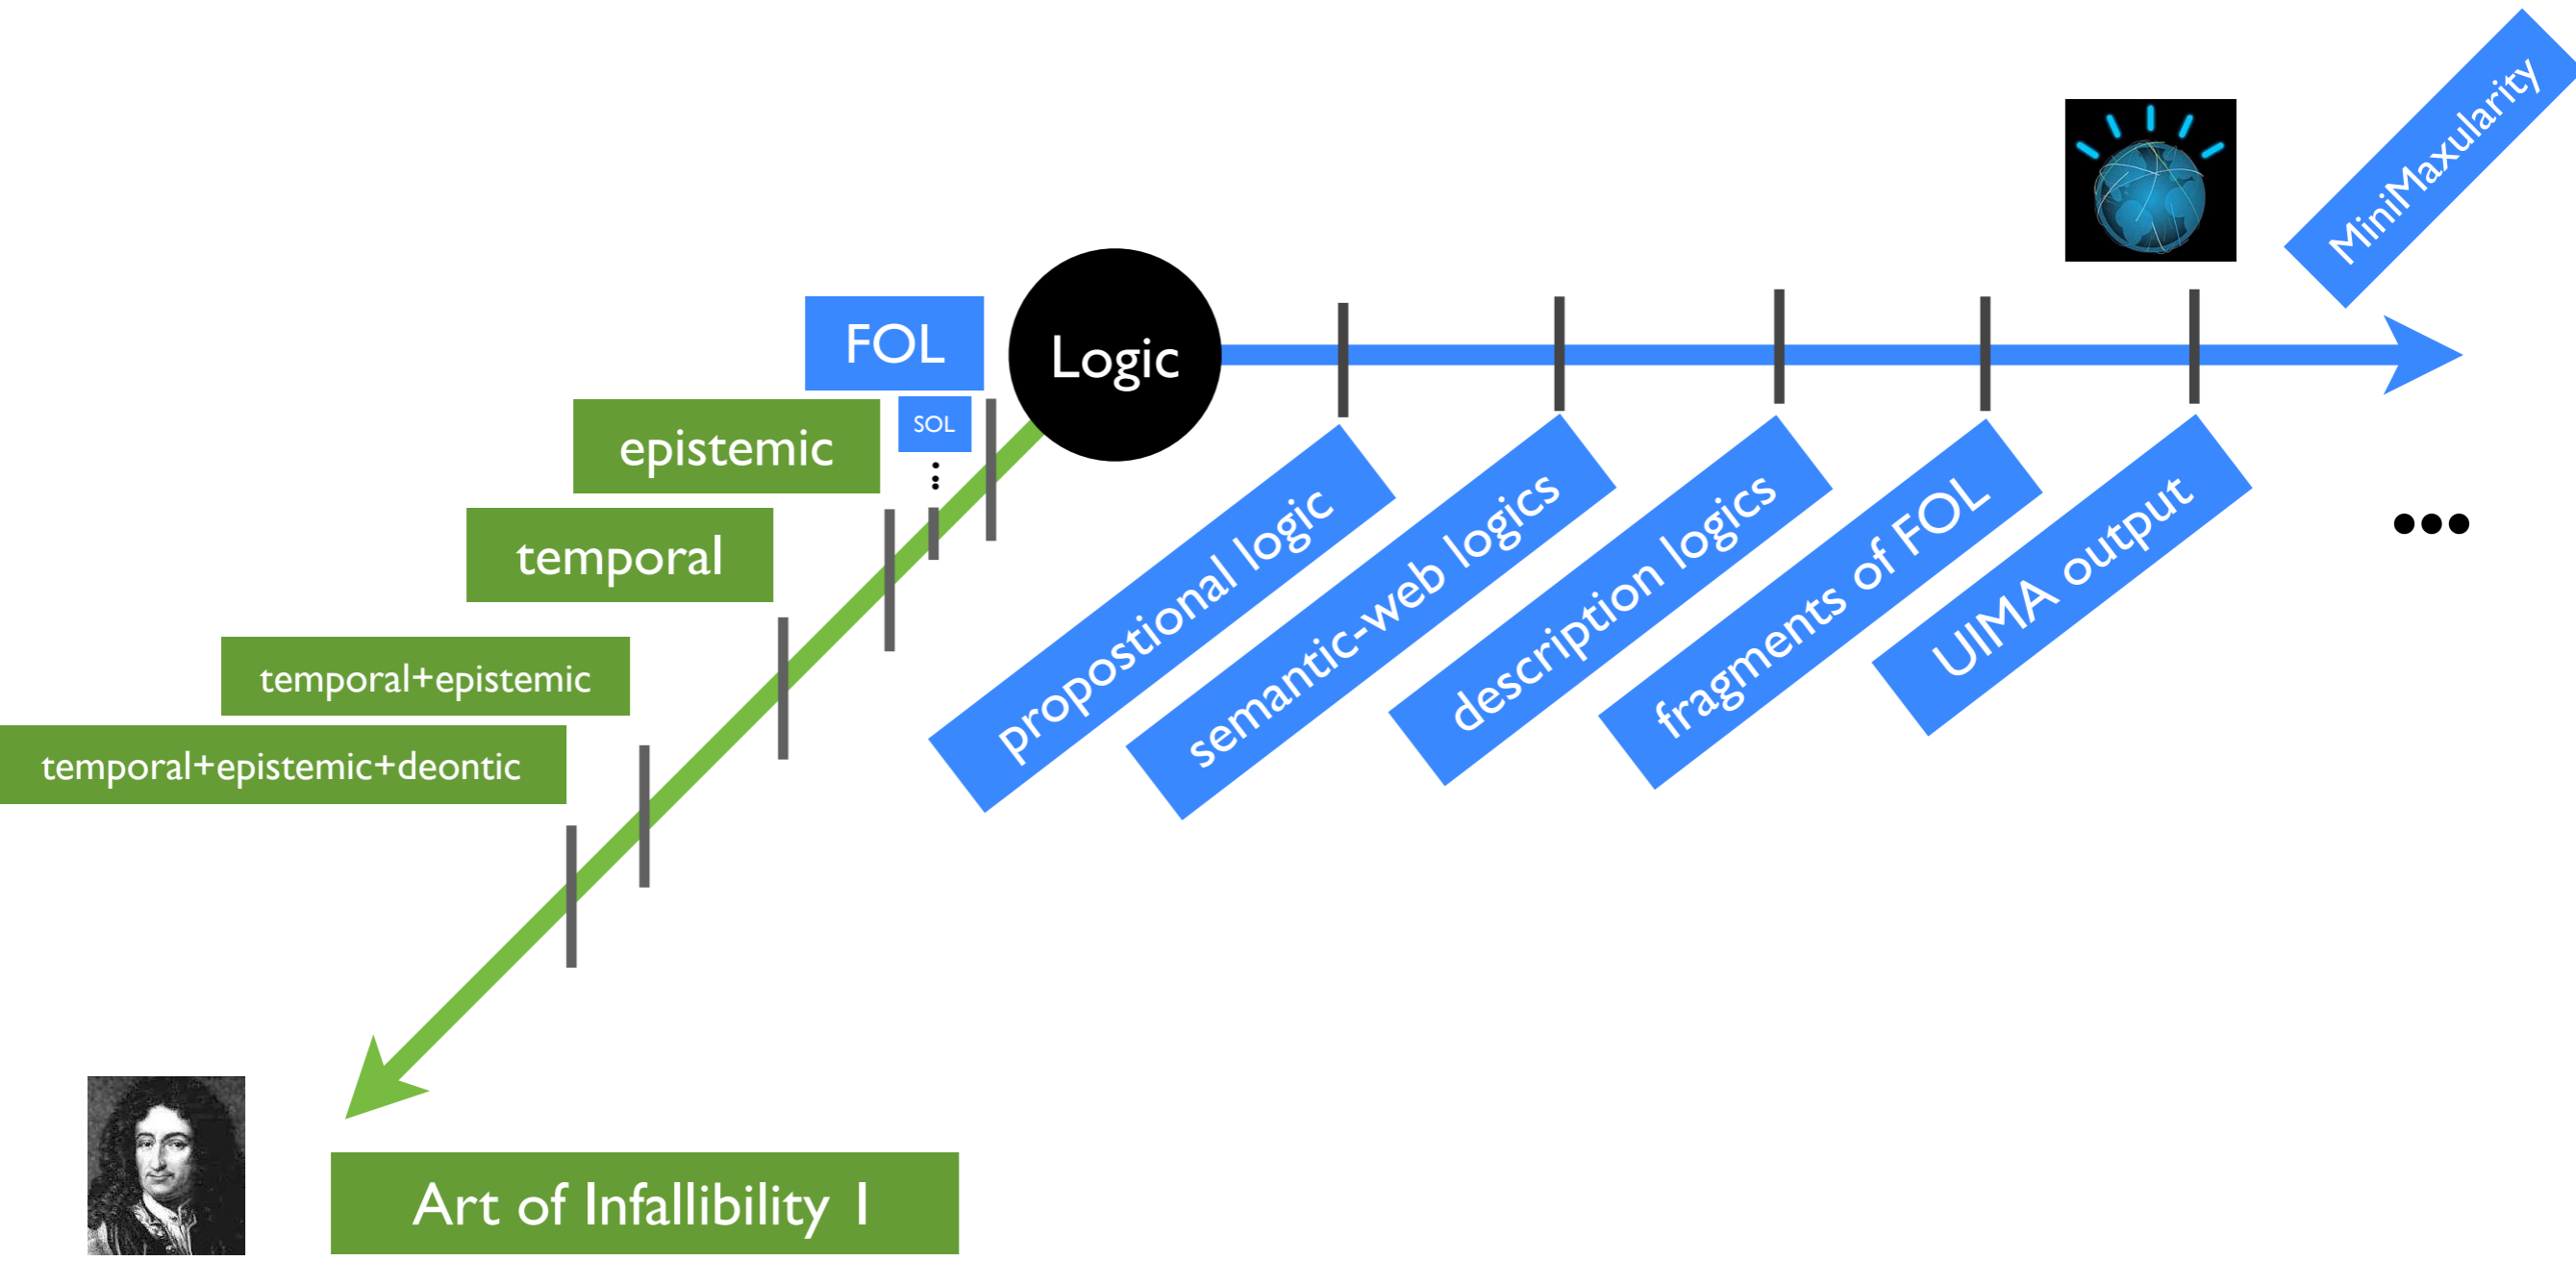 MiniMaxularity
FOL
Logic
SOL
epistemic
temporal
temporal+epistemic
temporal+epistemic+deontic
propostional logic
semantic-web logics
description logics
fragments of FOL
UIMA output
...
Art of Infallibility I